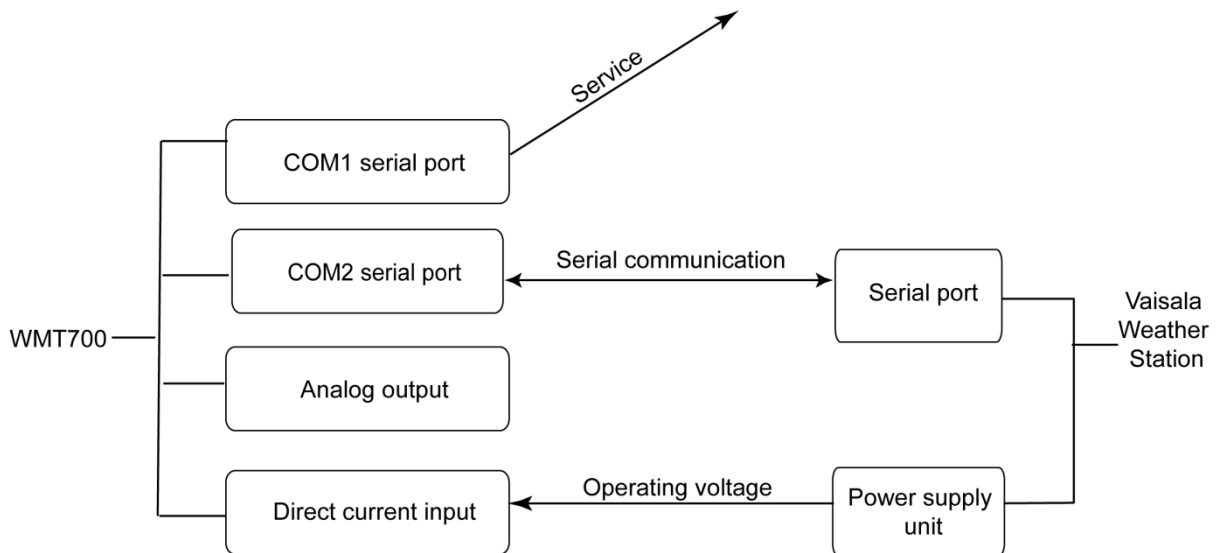 Service
COM1 serial port
COM2 serial port
Serial communication
Serial port
WMT700
Vaisala
Weather
Station
Analog output
Direct current input
Operating voltage
Power supply
unit